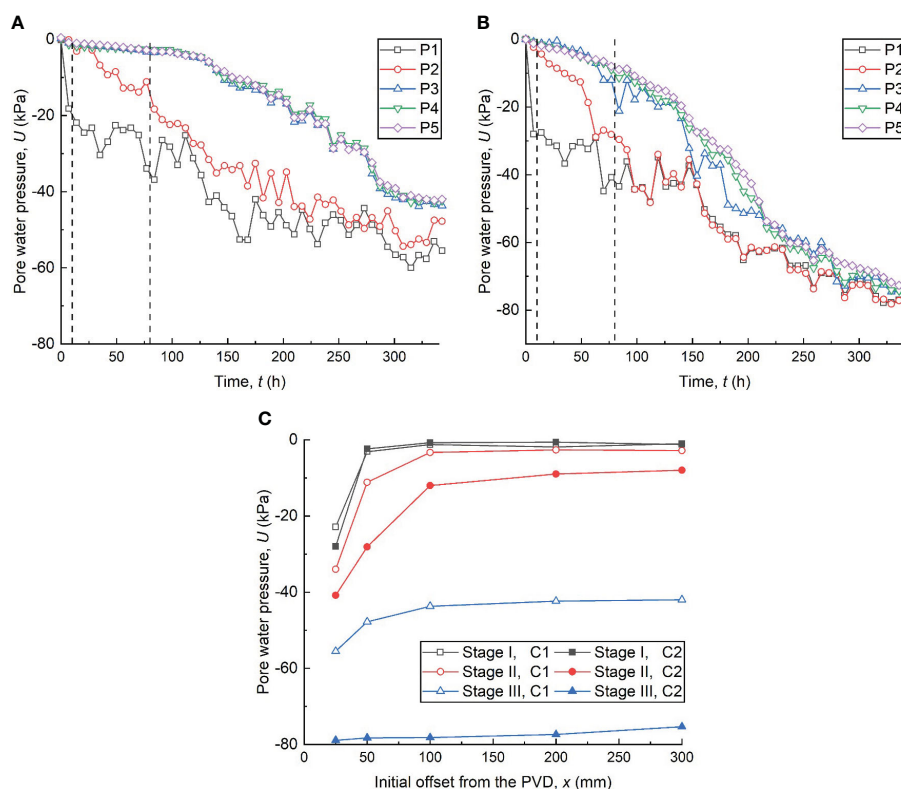 A
B
0
-20
-40
-60
-80
Pore water pressure, U (kPa)
0 50 100 150 200 250 300
Time, t (h)
P1
P2
P3
P4
P5
0
-20
-40
-60
-80
Pore water pressure, U (kPa)
0 50 100 150 200 250 300
Time, t (h)
P1
P2
P3
P4
P5
C
0
-20
-40
-60
-80
Pore water pressure, U (kPa)
Stage I, C1 Stage I, C2
Stage II, C1 Stage II, C2
Stage III, C1 Stage III, C2
0 50 100 150 200 250 300
Initial offset from the PVD, x (mm)